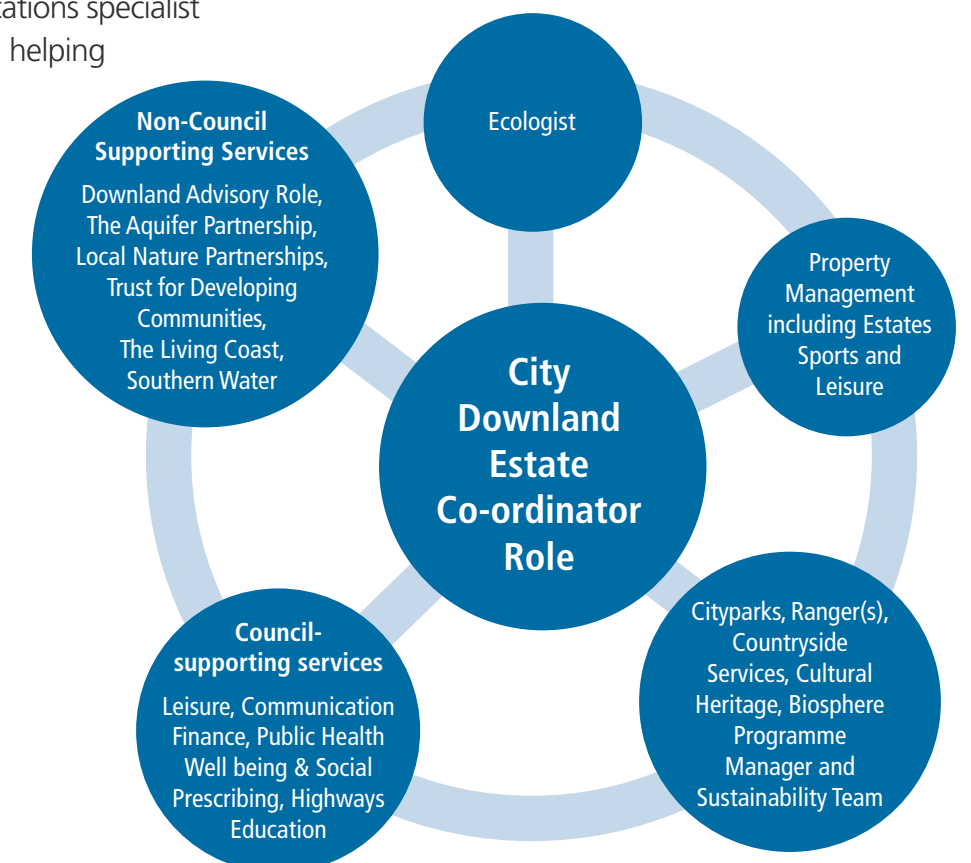 specialist
helping
Ecologist
Non-Council
Supporting Services
Downland Advisory Role,
The Aquifer Partnership,
Local Nature Partnerships,
Trust for Developing
Communities,
The Living Coast,
Southern Water
Property
Management
including Estates
Sports and
Leisure
City
Downland
Estate
Co-ordinator
Role
Council-
supporting services
Leisure, Communication
Finance, Public Health
Well being & Social
Prescribing, Highways
Education
Cityparks, Ranger(s),
Countryside
Services, Cultural
Heritage, Biosphere
Programme
Manager and
Sustainability Team